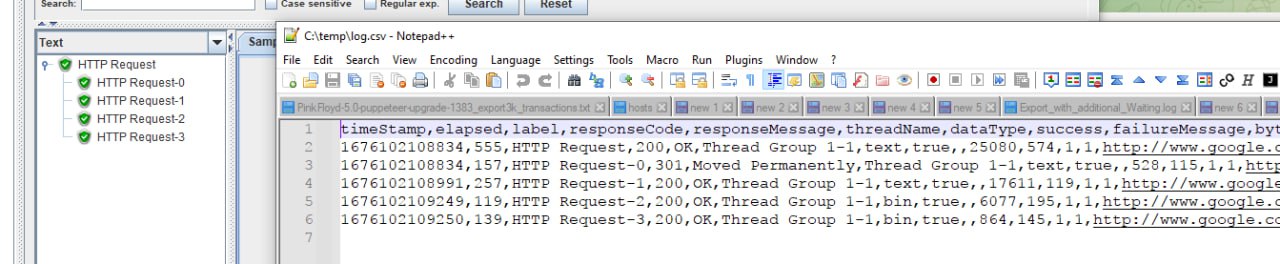 Search:
Case sensitive
Regular exp.
Search
Reset
Text
HTTP Request
HTTP Request-0
HTTP Request-1
HTTP Request-2
HTTP Request-3
C:\temp\log.csv - Notepad++
File Edit Search View Encoding Language Settings Tools Macro Run Plugins Window ?
PinkFloyd-5.0-puppeteer-upgrade-1383_export3k_transactions.txt hosts new 1 new 2 new 3 new 4 new 5 Export_with_additional_Waiting.log new 6
1 timeStamp,elapsed,label,responseCode,responseMessage,threadName,dataType,success,failureMessage,byt
2 1676102108834,555,HTTP Request,200,OK,Thread Group 1-1,text,true,,25080,574,1,1,http://www.google.c
3 1676102108834,157,HTTP Request-0,301,Moved Permanently,Thread Group 1-1,text,true,,528,115,1,1,http
4 1676102108991,257,HTTP Request-1,200,OK,Thread Group 1-1,text,true,,17611,119,1,1,http://www.google
5 1676102109249,119,HTTP Request-2,200,OK,Thread Group 1-1,bin,true,,6077,195,1,1,http://www.google.
6 1676102109250,139,HTTP Request-3,200,OK,Thread Group 1-1,bin,true,,864,145,1,1,http://www.google.co
7